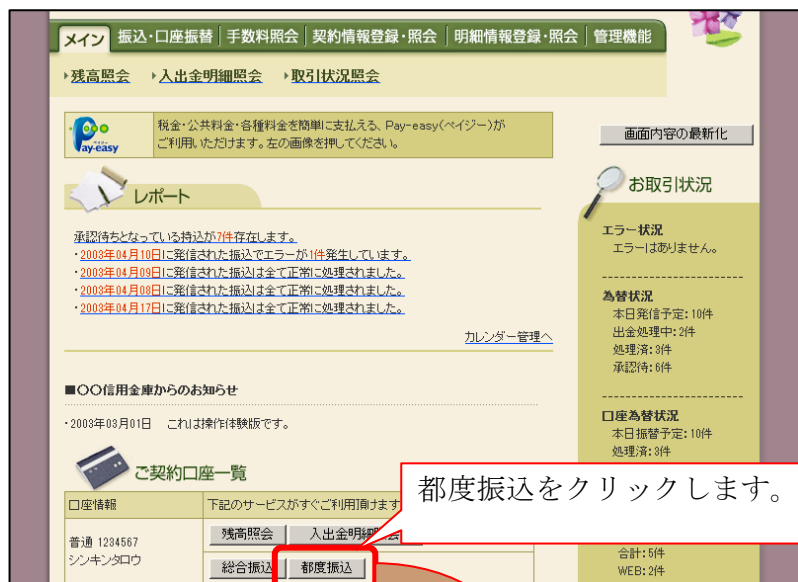 メイン 振込・口座振替 手数料照会 契約情報登録・照会 明細情報登録・照会 管理機能
残高照会 入出金明細照会 取引状況照会
Pay-easy
税金・公共料金・各種料金を簡単に支払える、Pay-easy(ペイジー)が
ご利用いただけます。左の画像を押してください。
画面内容の最新化
レポート
承認待ちとなっている持込が7件存在します。
・2003年04月10日に発信された振込でエラーが1件発生しています。
・2003年04月09日に発信された振込は全て正常に処理されました。
・2003年04月08日に発信された振込は全て正常に処理されました。
・2003年04月17日に発信された振込は全て正常に処理されました。
カレンダー管理へ
■〇〇信用金庫からのお知らせ
・2003年03月01日 これは操作体験版です。
ご契約口座一覧
口座情報 下記のサービスがすぐご利用頂けます
普通 1234567
シンキンタロウ
残高照会 入出金明細照会
総合振込 都度振込
お取引状況
エラー状況
エラーはありません。
為替状況
本日発信予定:10件
出金処理中:2件
処理済:3件
承認待:6件
口座為替状況
本日振替予定:10件
処理済:3件
合計:5件
WEB:2件
都度振込をクリックします。